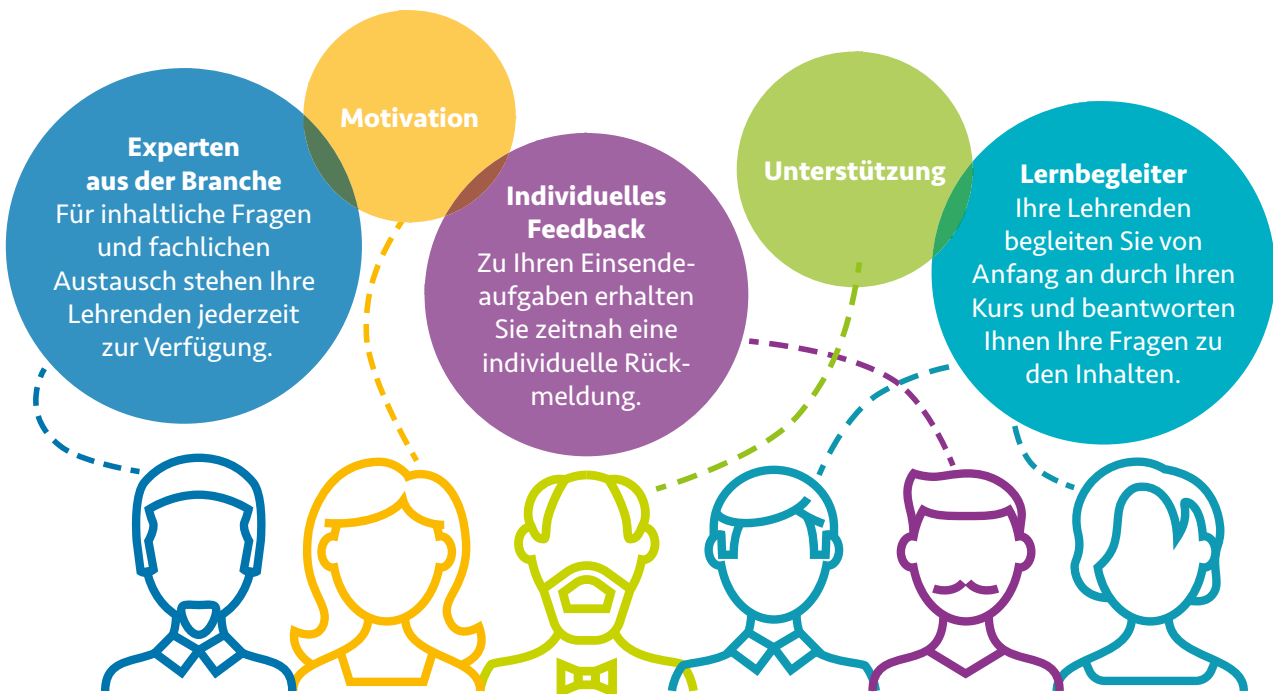 Experten
aus der Branche
Für inhaltliche Fragen
und fachlichen
Austausch stehen Ihre
Lehrenden jederzeit
zur Verfügung.
Motivation
Individuelles
Feedback
Zu Ihren Einsende-
aufgaben erhalten
Sie zeitnah eine
individuelle Rück-
meldung.
Unterstützung
Lernbegleiter
Ihre Lehrenden
begleiten Sie von
Anfang an durch Ihren
Kurs und beantworten
Ihnen Ihre Fragen zu
den Inhalten.